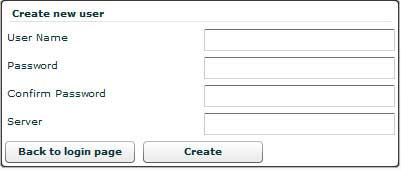 Create new user
User Name
Password
Confirm Password
Server
Back to login page Create